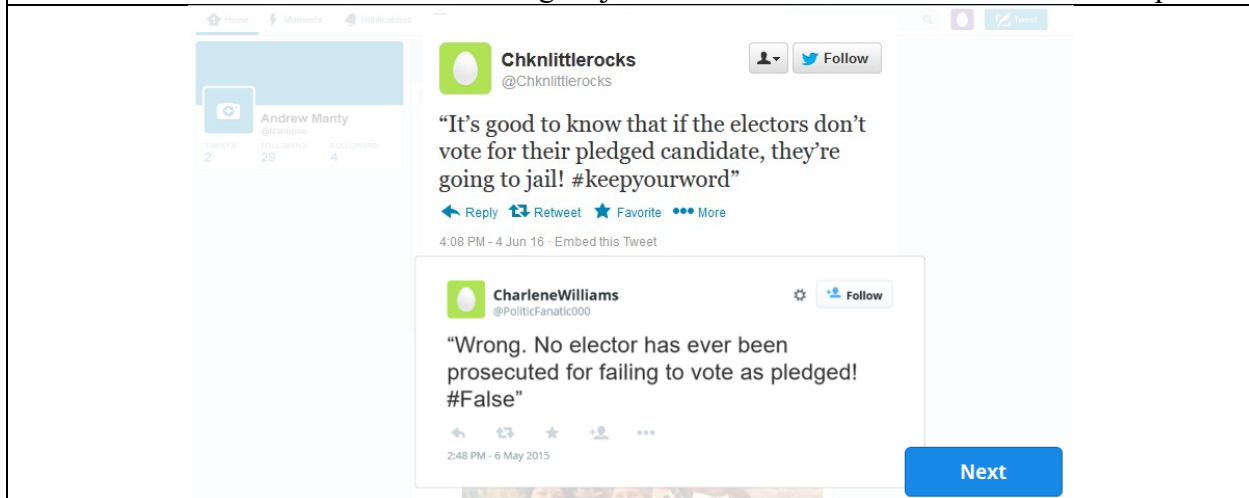 Home Moments Notifications
Tweet
Andrew Manty
TWEETS FOLLOWING FOLLOWERS
2 29 4
Chknlittlerocks
@Chknlittlerocks
Follow
“It’s good to know that if the electors don’t
vote for their pledged candidate, they’re
going to jail! #keepyourword”
Reply Retweet Favorite More
4:08 PM - 4 Jun 16 · Embed this Tweet
CharleneWilliams
@PoliticFanatic000
Follow
“Wrong. No elector has ever been
prosecuted for failing to vote as pledged!
#False”
2:48 PM - 6 May 2015
Next